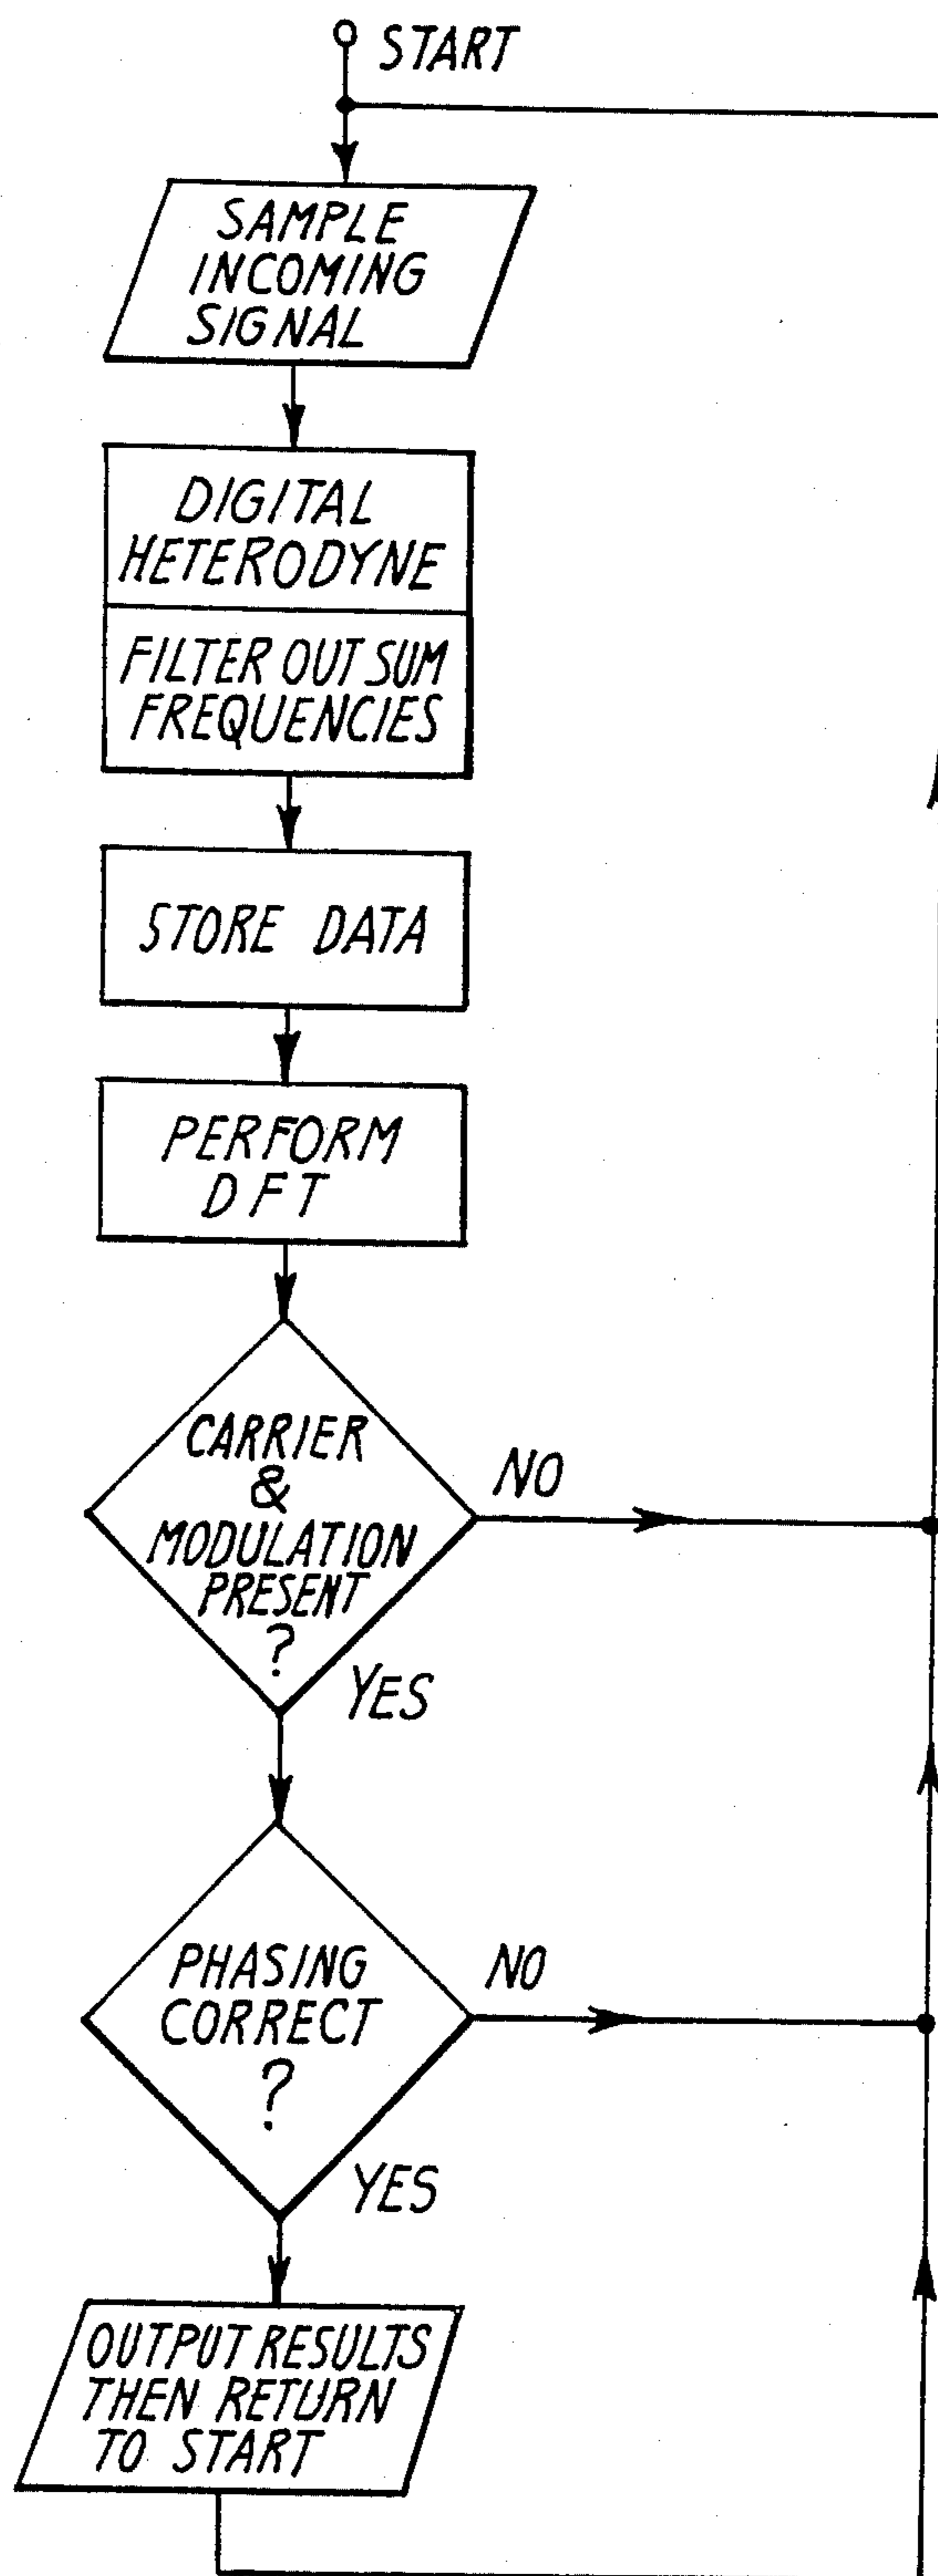 START
SAMPLE
INCOMING
SIGNAL
DIGITAL
HETERODYNE
FILTER OUT SUM
FREQUENCIES
STORE DATA
PERFORM
DFT
CARRIER
&
MODULATION
PRESENT
?
NO
YES
PHASING
CORRECT
?
NO
YES
OUTPUT RESULTS
THEN RETURN
TO START